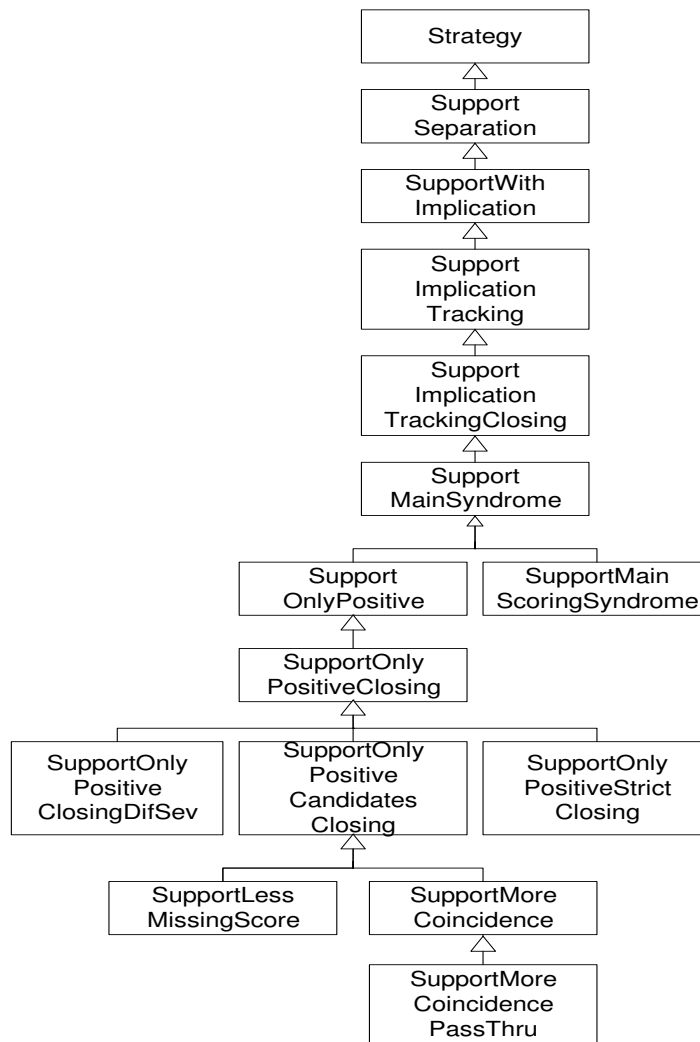 Strategy
Support
Separation
SupportWith
Implication
Support
Implication
Tracking
Support
Implication
TrackingClosing
Support
MainSyndrome
Support
OnlyPositive
SupportMain
ScoringSyndrome
SupportOnly
PositiveClosing
SupportOnly
Positive
ClosingDifSev
SupportOnly
Positive
Candidates
Closing
SupportOnly
PositiveStrict
Closing
SupportLess
MissingScore
SupportMore
Coincidence
SupportMore
Coincidence
PassThru